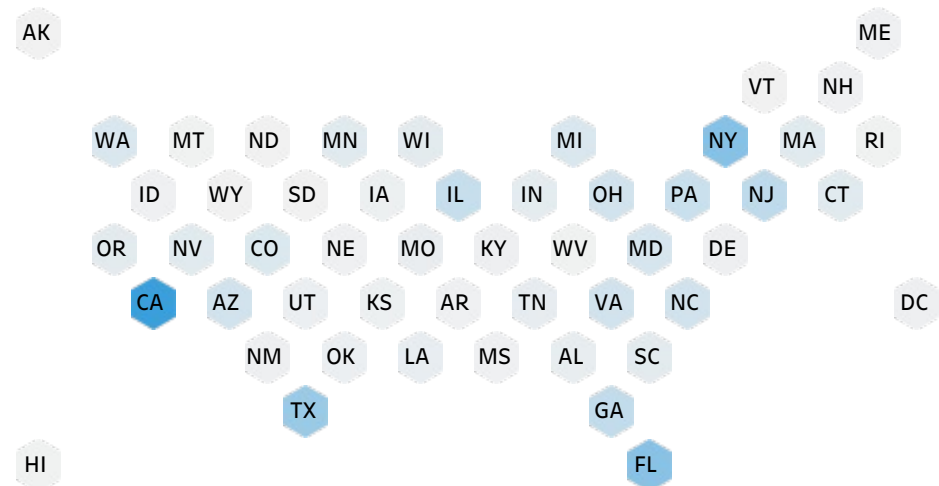 AK ME
VT NH
WA MT ND MN WI MI NY MA RI
ID WY SD IA IL IN OH PA NJ CT
OR NV CO NE MO KY WV MD DE
CA AZ UT KS AR TN VA NC DC
NM OK LA MS AL SC
TX GA
HI FL